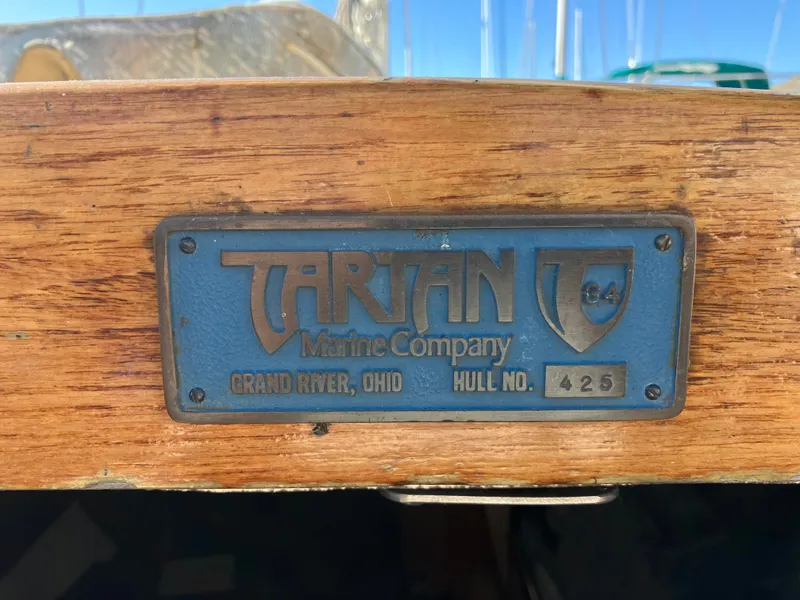 TARTAN T
34
Marine Company
GRAND RIVER, OHIO HULL NO. 425